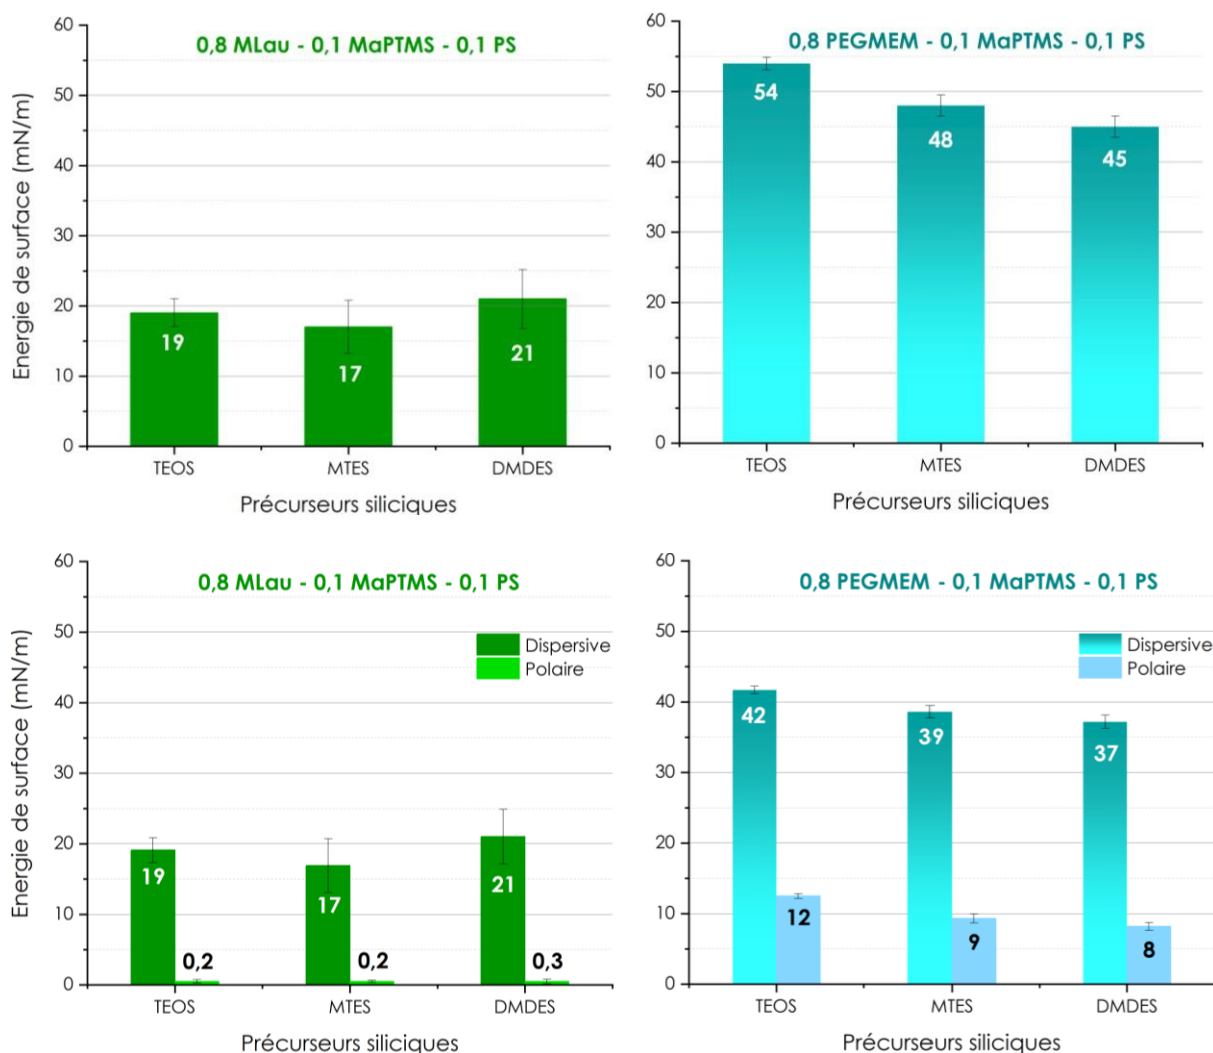 0,8 MLau - 0,1 MaPTMS - 0,1 PS
Energie de surface (mN/m)
60
50
40
30
20
10
0
19
17
21
TEOS MTES DMDES
Précurseurs siliciques
0,8 PEGMEM - 0,1 MaPTMS - 0,1 PS
60
50
40
30
20
10
0
54
48
45
TEOS MTES DMDES
Précurseurs siliciques
0,8 MLau - 0,1 MaPTMS - 0,1 PS
Energie de surface (mN/m)
60
50
40
30
20
10
0
Dispersive
Polaire
19
0,2
17
0,2
21
0,3
TEOS MTES DMDES
Précurseurs siliciques
0,8 PEGMEM - 0,1 MaPTMS - 0,1 PS
60
50
40
30
20
10
0
Dispersive
Polaire
42
12
39
9
37
8
TEOS MTES DMDES
Précurseurs siliciques